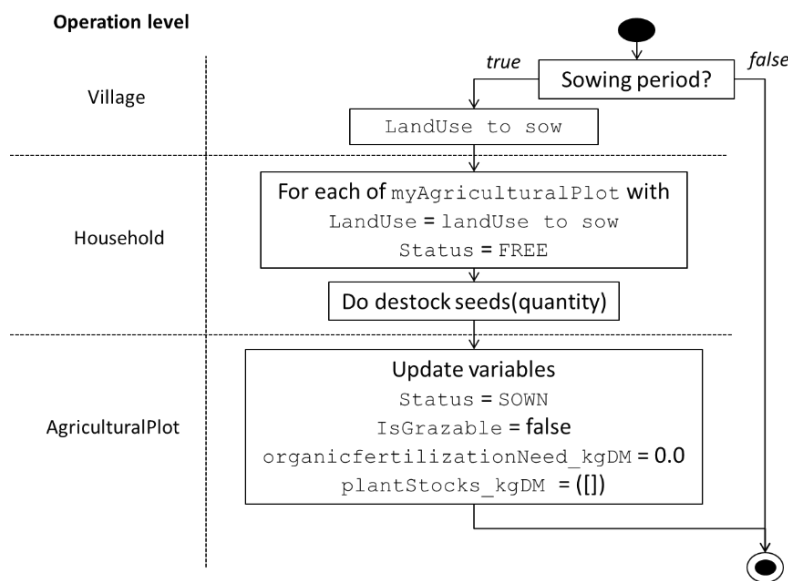 Operation level
true
false
Sowing period?
Village
LandUse to sow
For each of myAgriculturalPlot with
LandUse = landUse to sow
Status = FREE
Household
Do destock seeds(quantity)
Update variables
Status = SOWN
IsGrazable = false
AgriculturalPlot
organicfertilizationNeed_kgDM = 0.0
plantStocks_kgDM = ([])